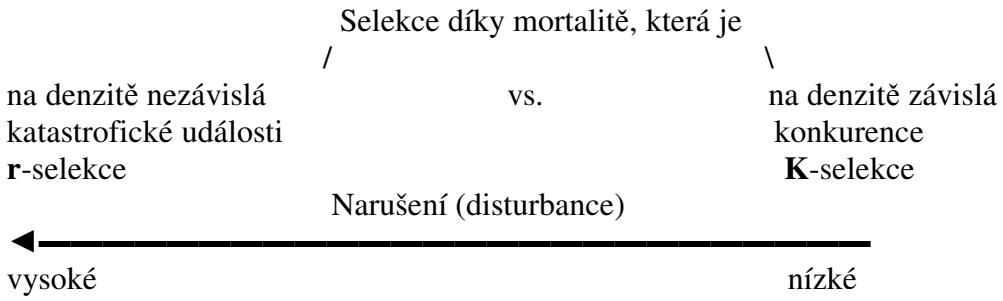 Selekce díky mortalitě, která je
/ \
na denzitě nezávislá vs. na denzitě závislá
katastrofické události konkurence
r-selekce K-selekce
Narušení (disturbance)
vysoké nízké